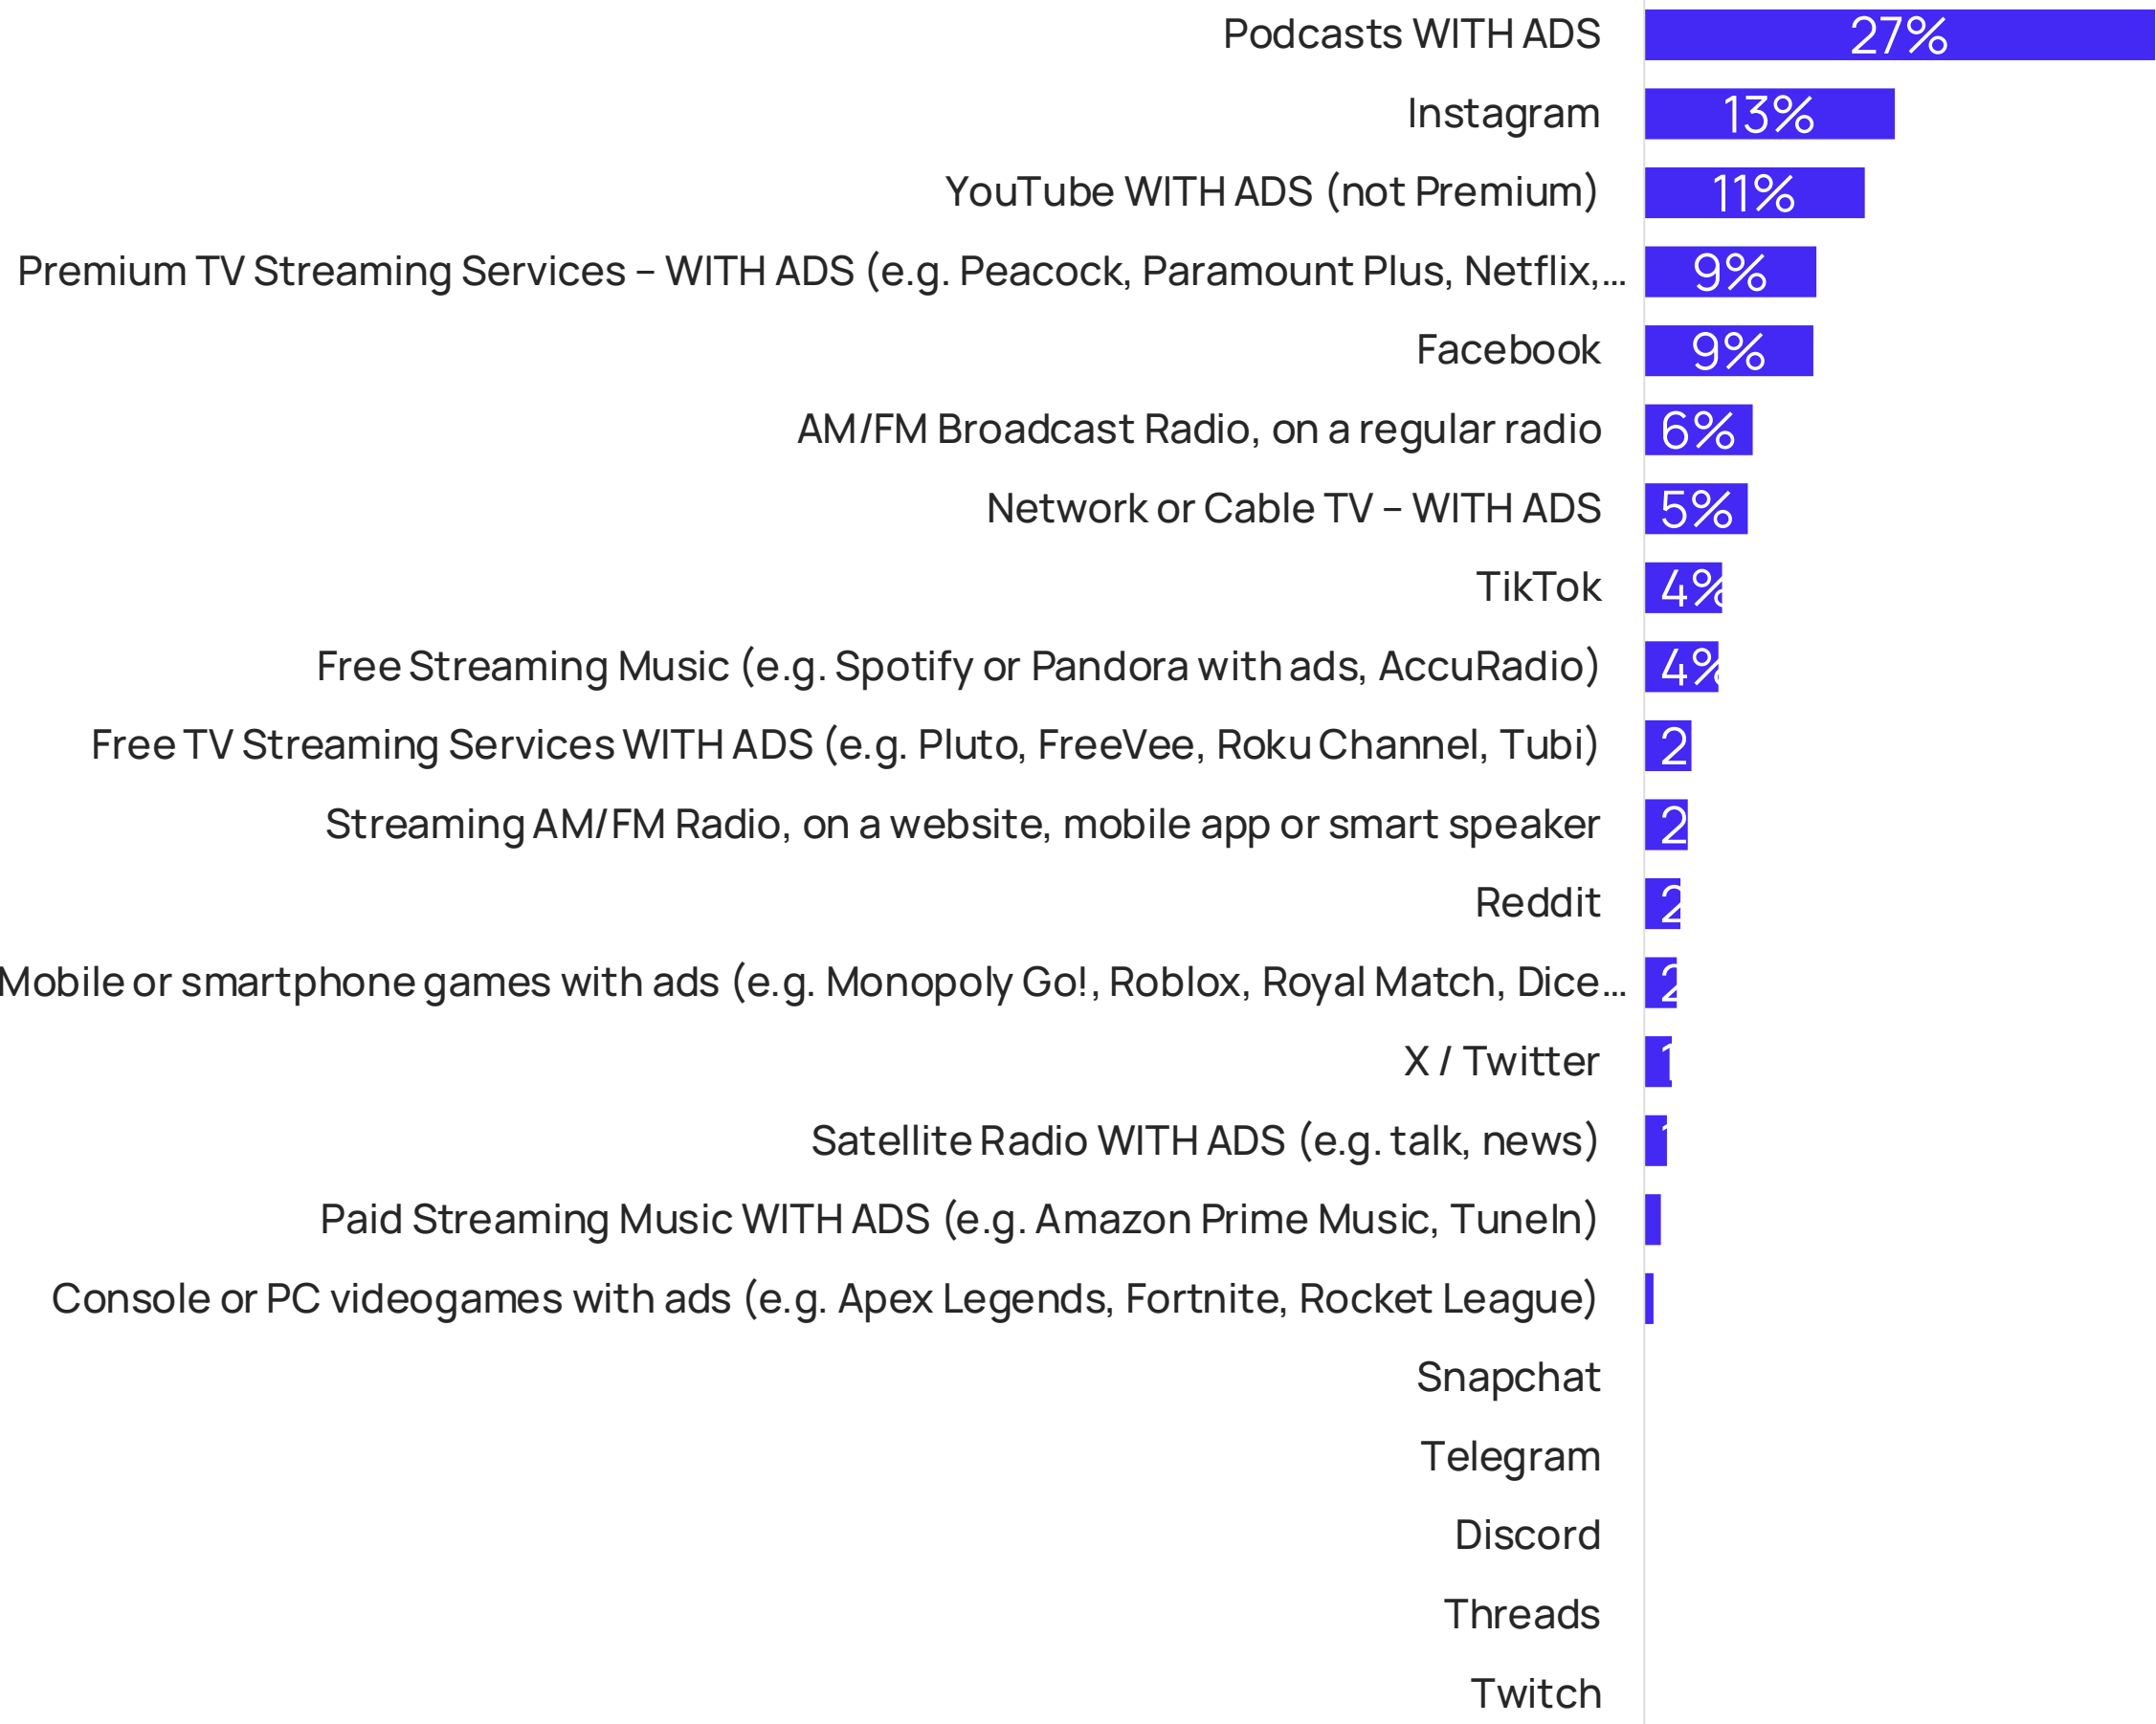 Podcasts WITH ADS 27%
Instagram 13%
YouTube WITH ADS (not Premium) 11%
Premium TV Streaming Services – WITH ADS (e.g. Peacock, Paramount Plus, Netflix,... 9%
Facebook 9%
AM/FM Broadcast Radio, on a regular radio 6%
Network or Cable TV – WITH ADS 5%
TikTok 4%
Free Streaming Music (e.g. Spotify or Pandora with ads, AccuRadio) 4%
Free TV Streaming Services WITH ADS (e.g. Pluto, FreeVee, Roku Channel, Tubi) 2
Streaming AM/FM Radio, on a website, mobile app or smart speaker 2
Reddit 2
Mobile or smartphone games with ads (e.g. Monopoly Go!, Roblox, Royal Match, Dice... 2
X / Twitter 1
Satellite Radio WITH ADS (e.g. talk, news) 1
Paid Streaming Music WITH ADS (e.g. Amazon Prime Music, TuneIn)
Console or PC videogames with ads (e.g. Apex Legends, Fortnite, Rocket League)
Snapchat
Telegram
Discord
Threads
Twitch